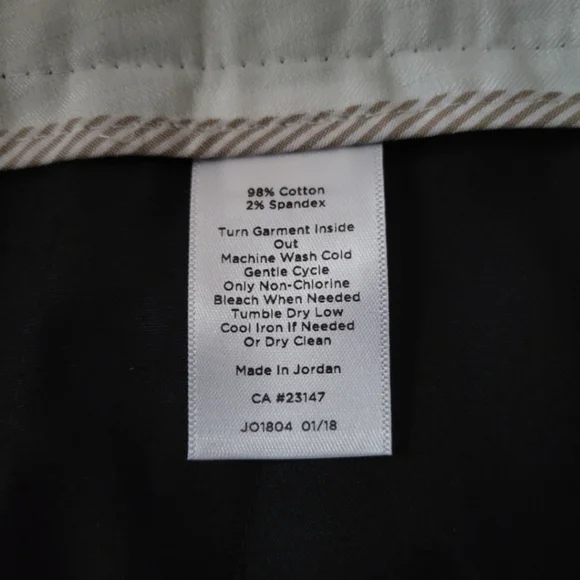 98% Cotton
2% Spandex
Turn Garment Inside
Out
Machine Wash Cold
Gentle Cycle
Only Non-Chlorine
Bleach When Needed
Tumble Dry Low
Cool Iron If Needed
Or Dry Clean
Made In Jordan
CA #23147
JO1804 01/18